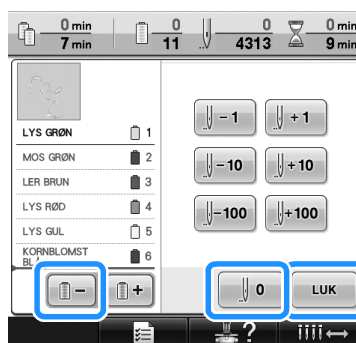 0 min 0 0 0 min
7 min 11 4313 9 min
LYS GRØN 1
MOS GRØN 2
LER BRUN 3
LYS RØD 4
LYS GUL 5
KORNBLOMST
BLÅ 6
-1 +1
-10 +10
-100 +100
- + 0 LUK
?